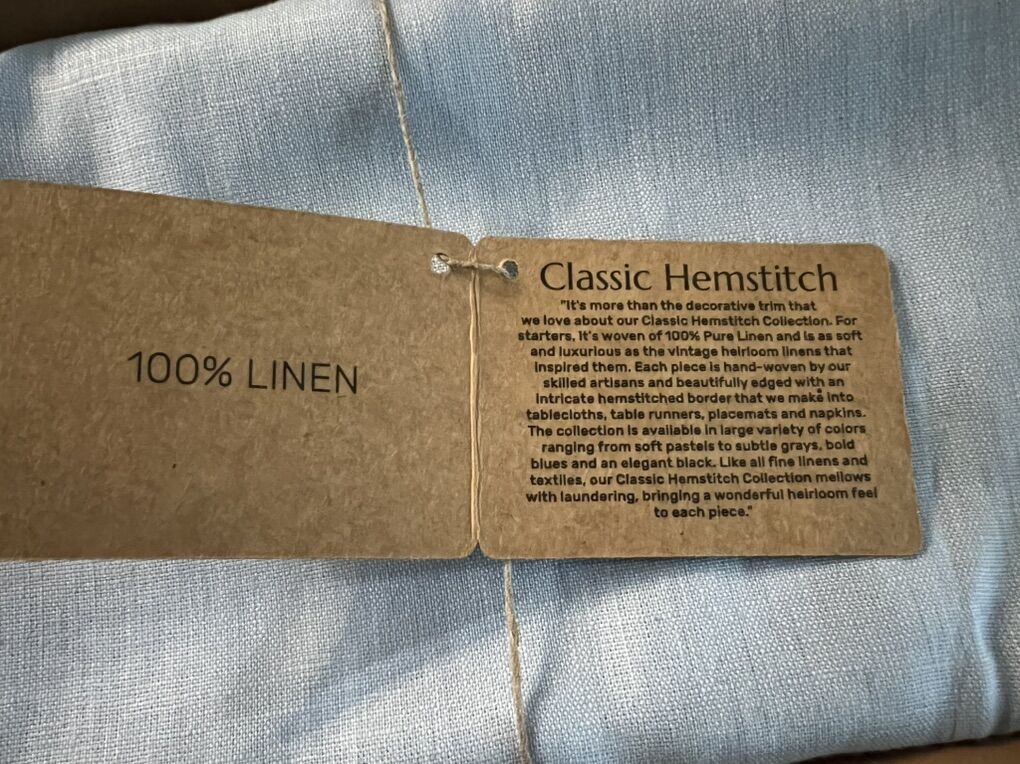 100% LINEN
Classic Hemstitch
"It's more than the decorative trim that
we love about our Classic Hemstitch Collection. For
starters, it's woven of 100% Pure Linen and is as soft
and luxurious as the vintage heirloom linens that
inspired them. Each piece is hand-woven by our
skilled artisans and beautifully edged with an
intricate hemstitched border that we make into
tablecloths, table runners, placemats and napkins.
The collection is available in large variety of colors
ranging from soft pastels to subtle grays, bold
blues and an elegant black. Like all fine linens and
textiles, our Classic Hemstitch Collection mellows
with laundering, bringing a wonderful heirloom feel
to each piece."